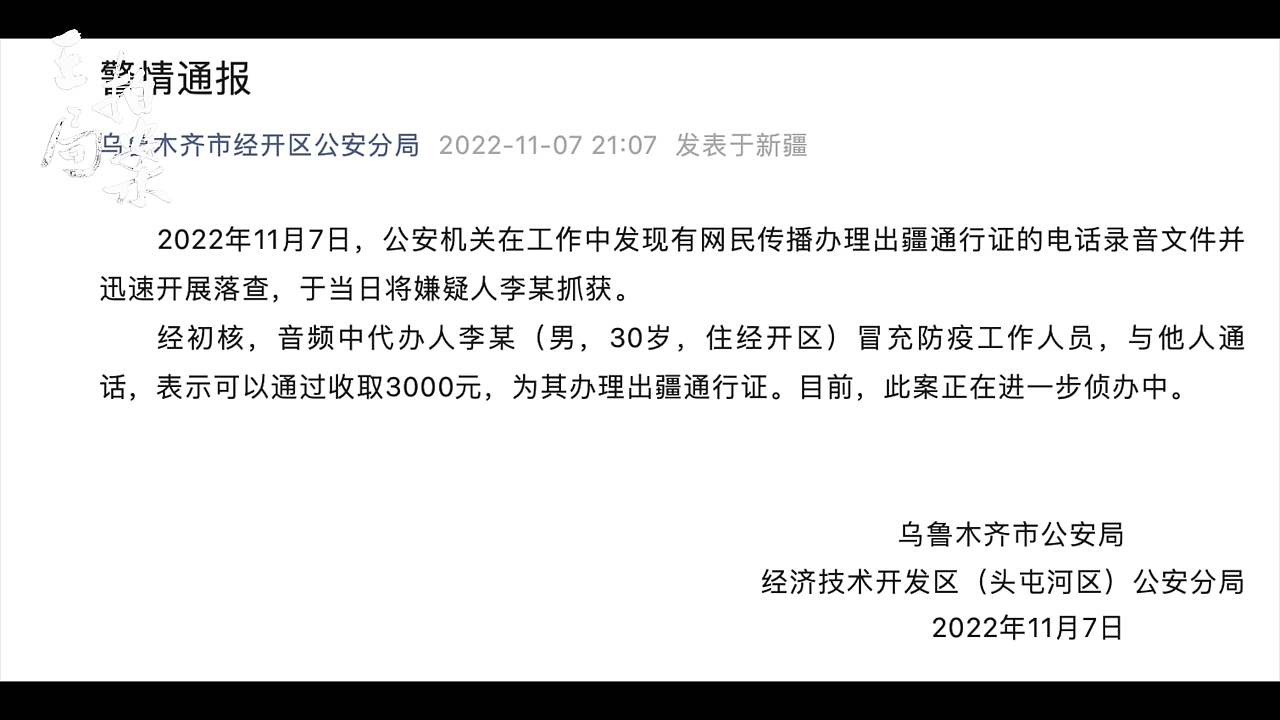 警情通报
乌鲁木齐市经开区公安分局 2022-11-07 21:07 发表于新疆
2022年11月7日，公安机关在工作中发现有网民传播办理出疆通行证的电话录音文件并
迅速开展落查，于当日将嫌疑人李某抓获。
经初核，音频中代办人李某（男，30岁，住经开区）冒充防疫工作人员，与他人通
话，表示可以通过收取3000元，为其办理出疆通行证。目前，此案正在进一步侦办中。
乌鲁木齐市公安局
经济技术开发区（头屯河区）公安分局
2022年11月7日